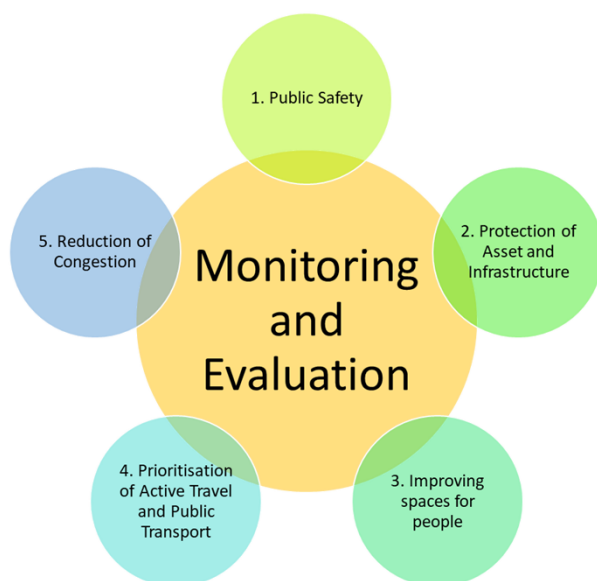 1. Public Safety
2. Protection of
Asset and
Infrastructure
3. Improving
spaces for
people
4. Prioritisation
of Active Travel
and Public
Transport
5. Reduction of
Congestion
Monitoring
and
Evaluation